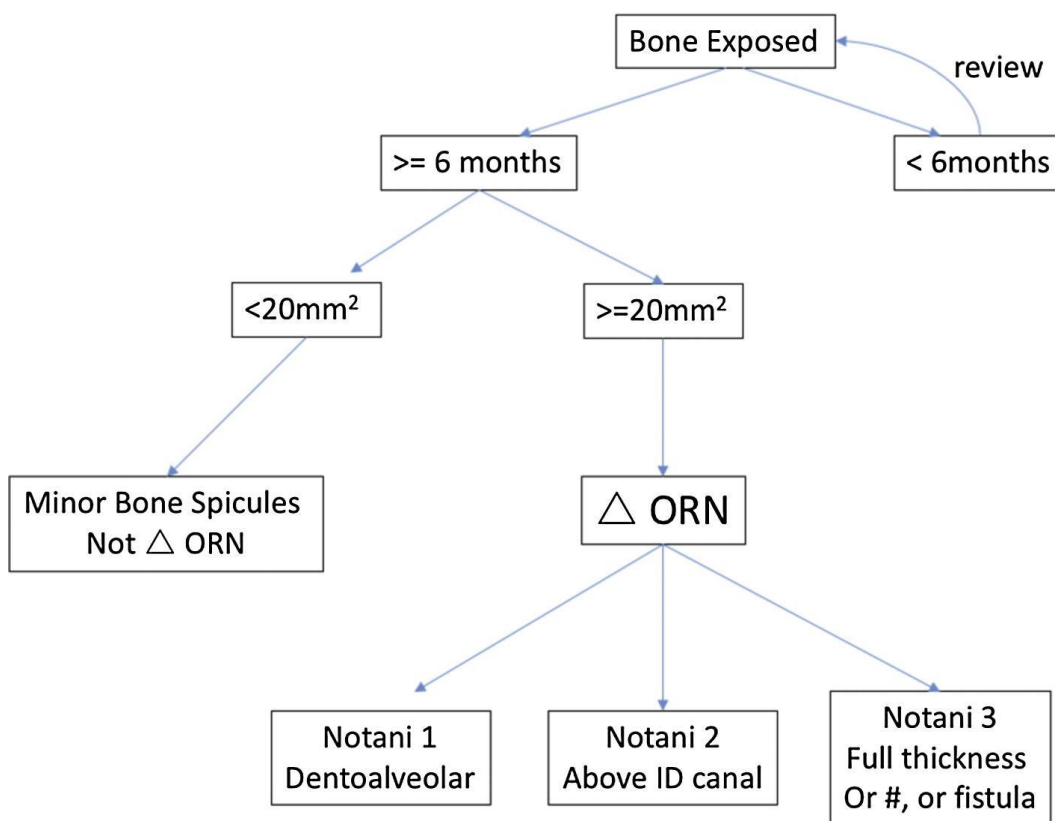 Bone Exposed
review
>= 6 months
< 6months
<20mm²
>=20mm²
Minor Bone Spicules
Not △ ORN
△ ORN
Notani 1
Dentoalveolar
Notani 2
Above ID canal
Notani 3
Full thickness
Or #, or fistula